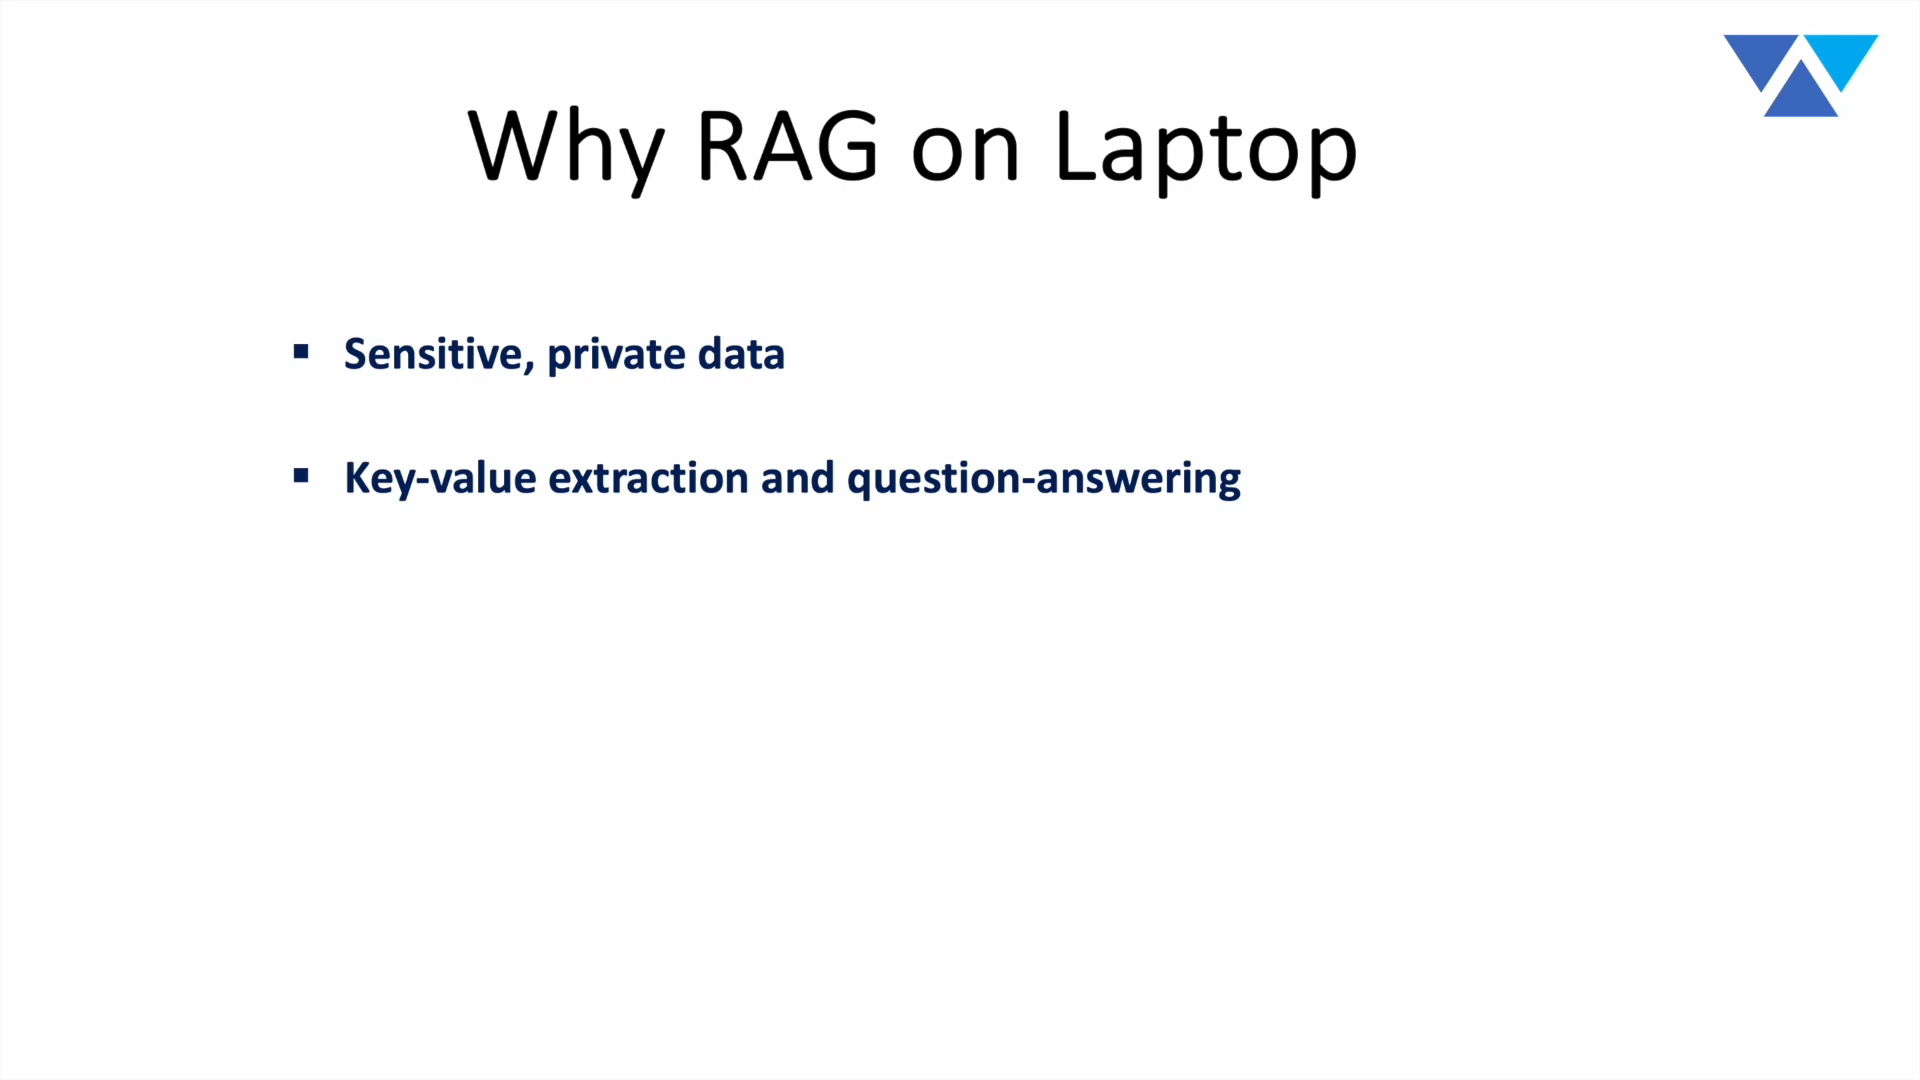 Why RAG on Laptop
▪ Sensitive, private data
▪ Key-value extraction and question-answering